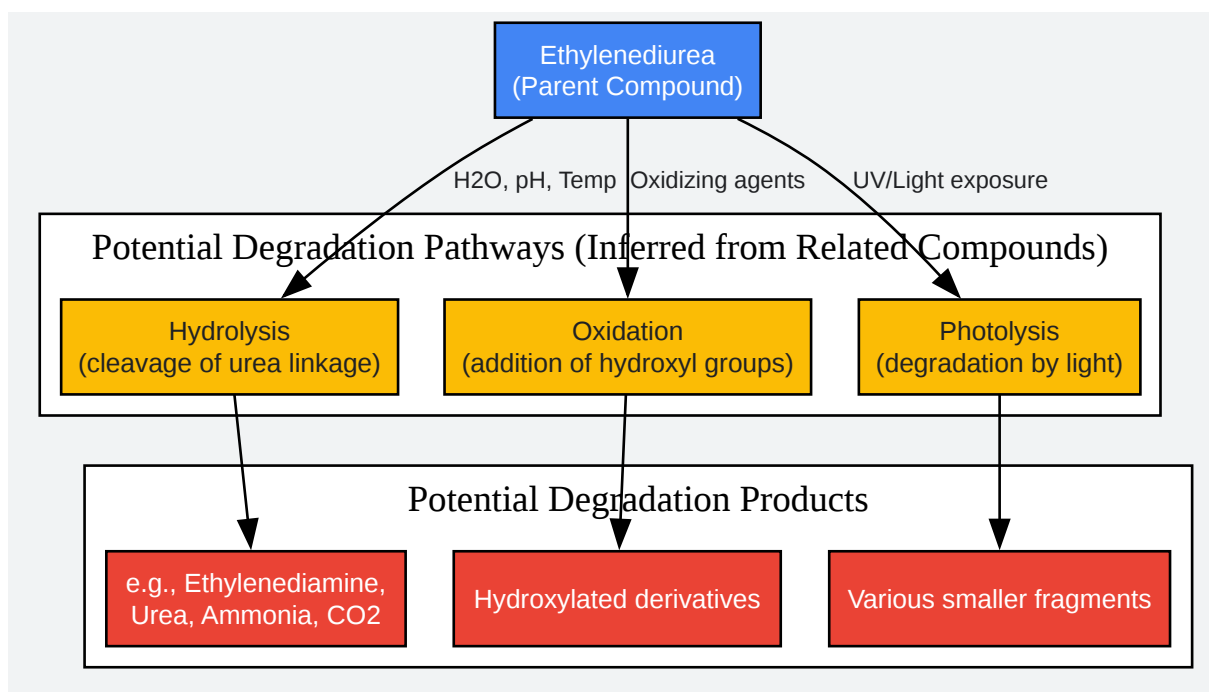 Ethylenediurea
(Parent Compound)
H2O, pH, Temp
Oxidizing agents
UV/Light exposure
Potential Degradation Pathways (Inferred from Related Compounds)
Hydrolysis
(cleavage of urea linkage)
Oxidation
(addition of hydroxyl groups)
Photolysis
(degradation by light)
Potential Degradation Products
e.g., Ethylenediamine,
Urea, Ammonia, CO2
Hydroxylated derivatives
Various smaller fragments